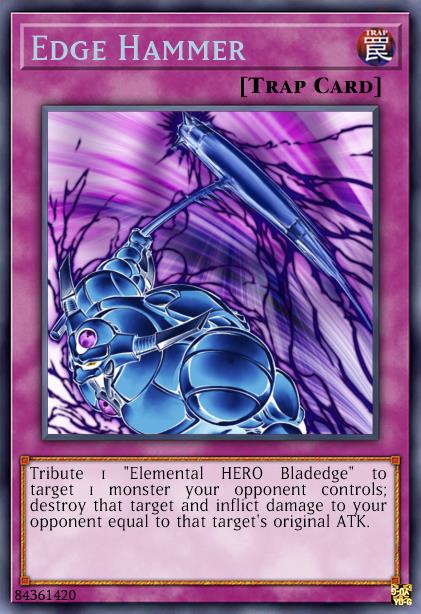 Edge Hammer
TRAP
罠
[Trap Card]
Tribute 1 "Elemental HERO Bladedge" to
target 1 monster your opponent controls;
destroy that target and inflict damage to your
opponent equal to that target's original ATK.
84361420